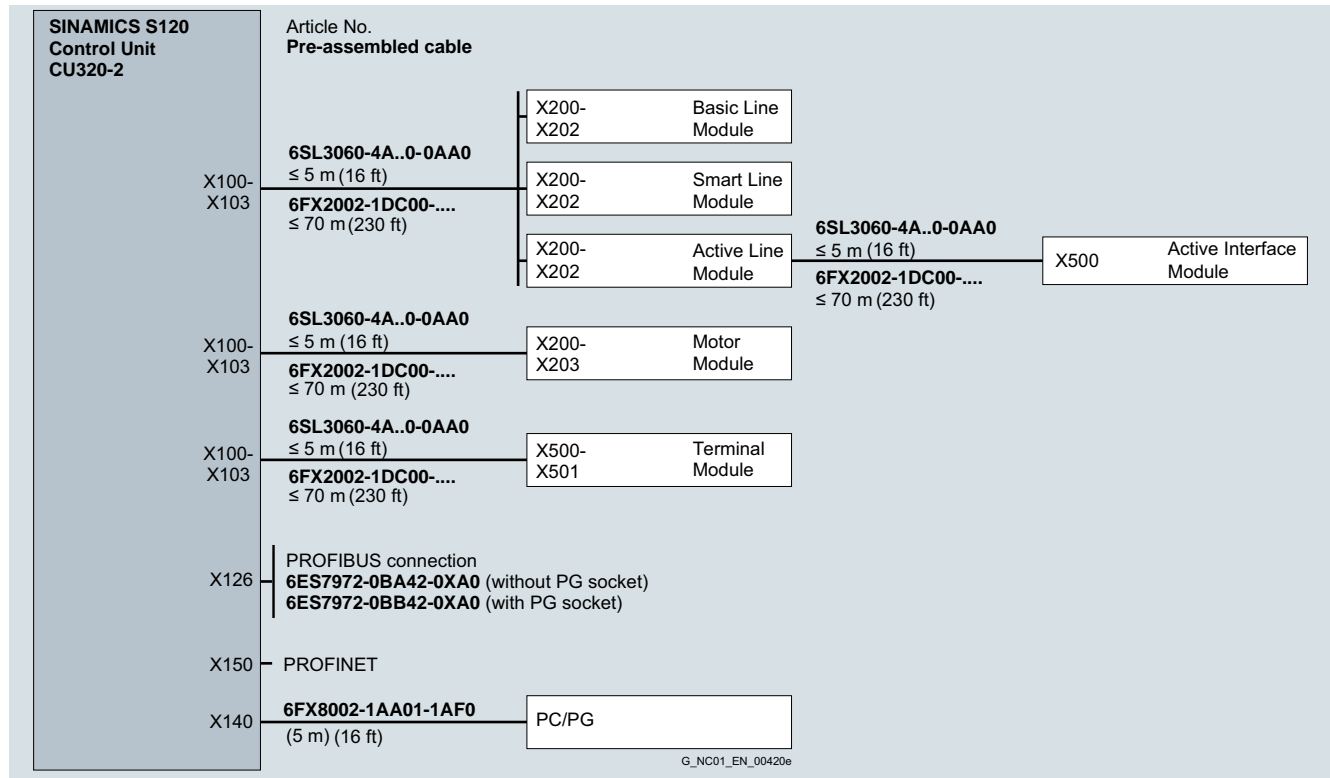 SINAMICS S120
Control Unit
CU320-2
Article No.
Pre-assembled cable
X100-
X103
6SL3060-4A..0-0AA0
≤ 5 m (16 ft)
6FX2002-1DC00-....
≤ 70 m (230 ft)
X200- Basic Line
X202 Module
X200- Smart Line
X202 Module
X200- Active Line
X202 Module
6SL3060-4A..0-0AA0
≤ 5 m (16 ft)
6FX2002-1DC00-....
≤ 70 m (230 ft)
X500 Active Interface
Module
X100-
X103
6SL3060-4A..0-0AA0
≤ 5 m (16 ft)
6FX2002-1DC00-....
≤ 70 m (230 ft)
X200- Motor
X203 Module
X100-
X103
6SL3060-4A..0-0AA0
≤ 5 m (16 ft)
6FX2002-1DC00-....
≤ 70 m (230 ft)
X500- Terminal
X501 Module
X126
PROFIBUS connection
6ES7972-0BA42-0XA0 (without PG socket)
6ES7972-0BB42-0XA0 (with PG socket)
X150 PROFINET
X140
6FX8002-1AA01-1AF0
(5 m) (16 ft)
PC/PG
G_NC01_EN_00420e